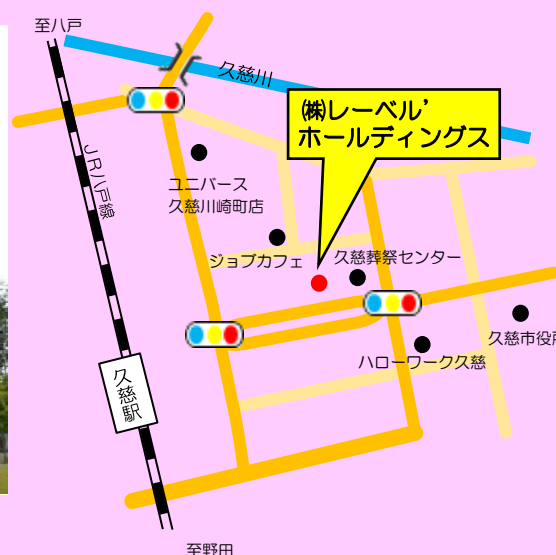 至八戸
久慈川
㈱レーベル’
ホールディングス
JR八戸線
ユニバース
久慈川崎町店
ジョブカフェ
久慈葬祭センター
久慈市役所
ハローワーク久慈
久慈駅
至野田